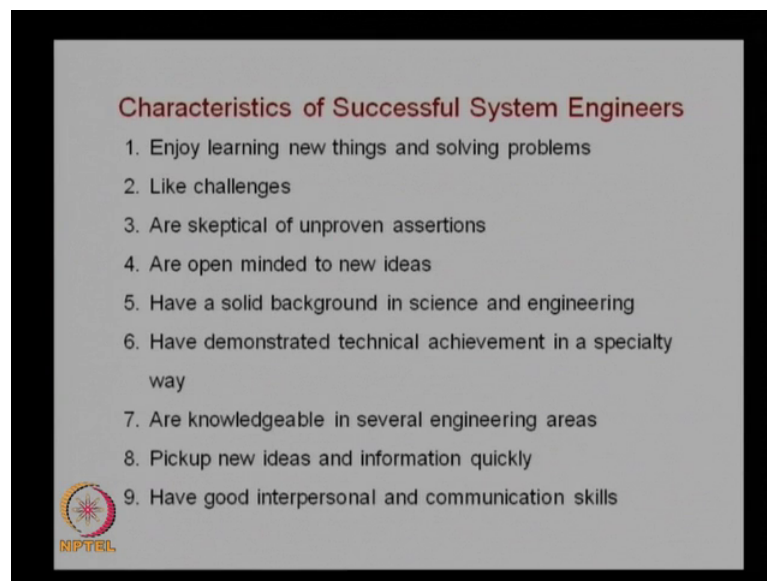 Characteristics of Successful System Engineers
1. Enjoy learning new things and solving problems
2. Like challenges
3. Are skeptical of unproven assertions
4. Are open minded to new ideas
5. Have a solid background in science and engineering
6. Have demonstrated technical achievement in a specialty
way
7. Are knowledgeable in several engineering areas
8. Pickup new ideas and information quickly
9. Have good interpersonal and communication skills
NPTEL